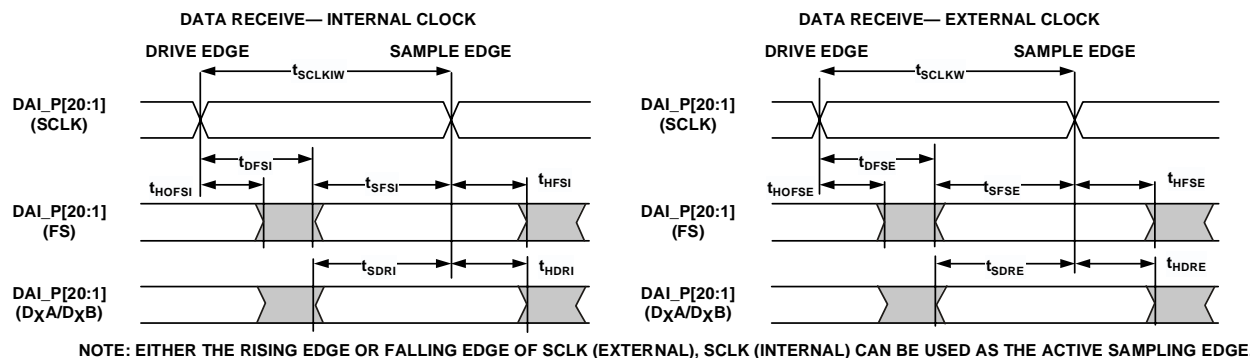 DATA RECEIVE— INTERNAL CLOCK
DRIVE EDGE
SAMPLE EDGE
tSCLKIW
DAI_P[20:1]
(SCLK)
tDFSI
tHOFSI
tSFSI
tHFSI
DAI_P[20:1]
(FS)
tSDRI
tHDRI
DAI_P[20:1]
(DXA/DXB)
DATA RECEIVE— EXTERNAL CLOCK
DRIVE EDGE
SAMPLE EDGE
tSCLKW
DAI_P[20:1]
(SCLK)
tDFSE
tHOFSE
tSFSE
tHFSE
DAI_P[20:1]
(FS)
tSDRE
tHDRE
DAI_P[20:1]
(DXA/DXB)
NOTE: EITHER THE RISING EDGE OR FALLING EDGE OF SCLK (EXTERNAL), SCLK (INTERNAL) CAN BE USED AS THE ACTIVE SAMPLING EDGE